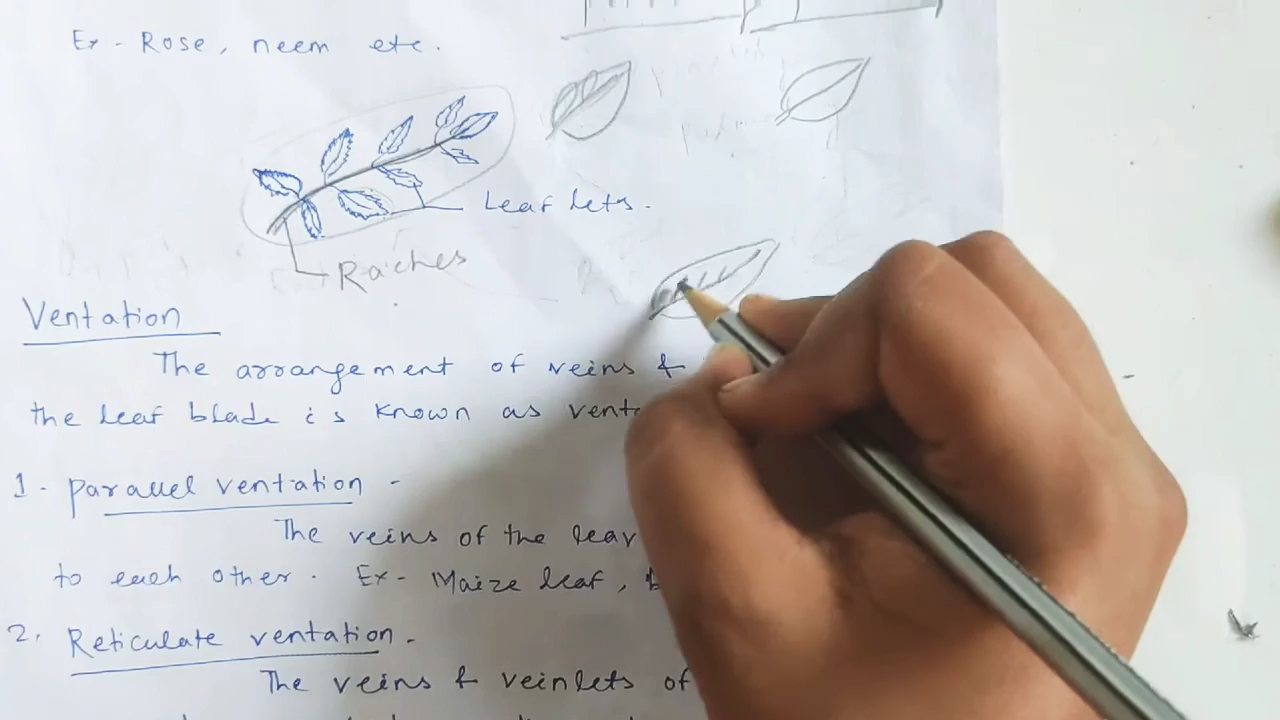 Ex - Rose, neem etc.
Leaf lets.
Raiches
Ventation
The arrangement of veins &
the leaf blade is known as vent
1. Parallel ventation -
The veins of the leav
to each other. Ex - Maize leaf,
2. Reticulate ventation -
The veins & veinlets of